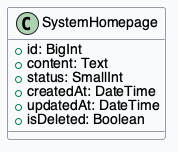 C SystemHomepage
id: BigInt
content: Text
status: SmallInt
createdAt: DateTime
updatedAt: DateTime
isDeleted: Boolean